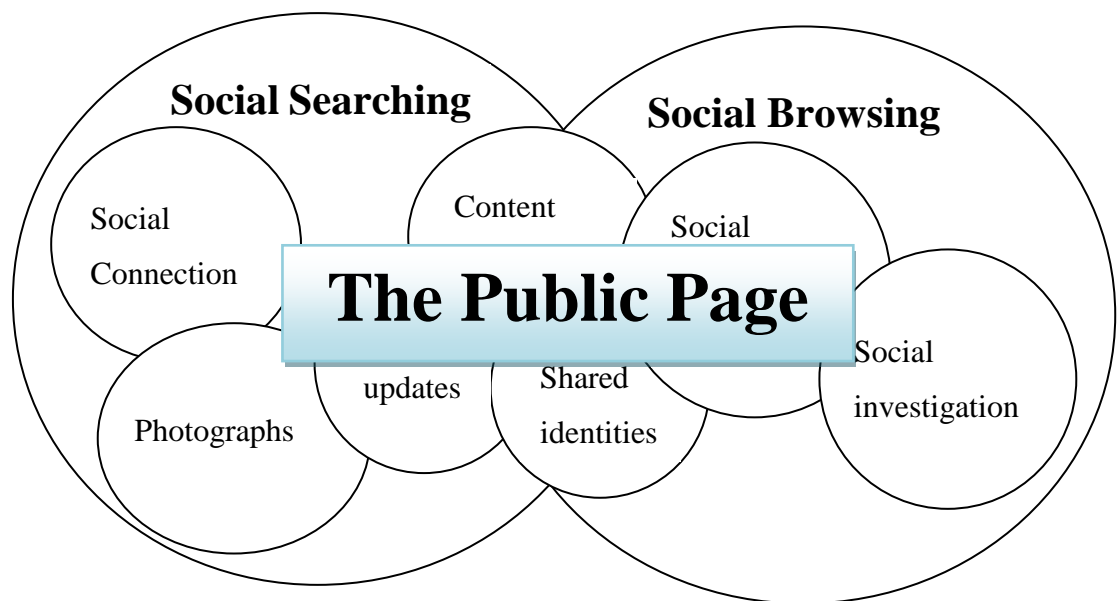 Social Searching
Social Browsing
Social
Connection
Content
Social
The Public Page
Photographs
updates
Shared
identities
Social
investigation